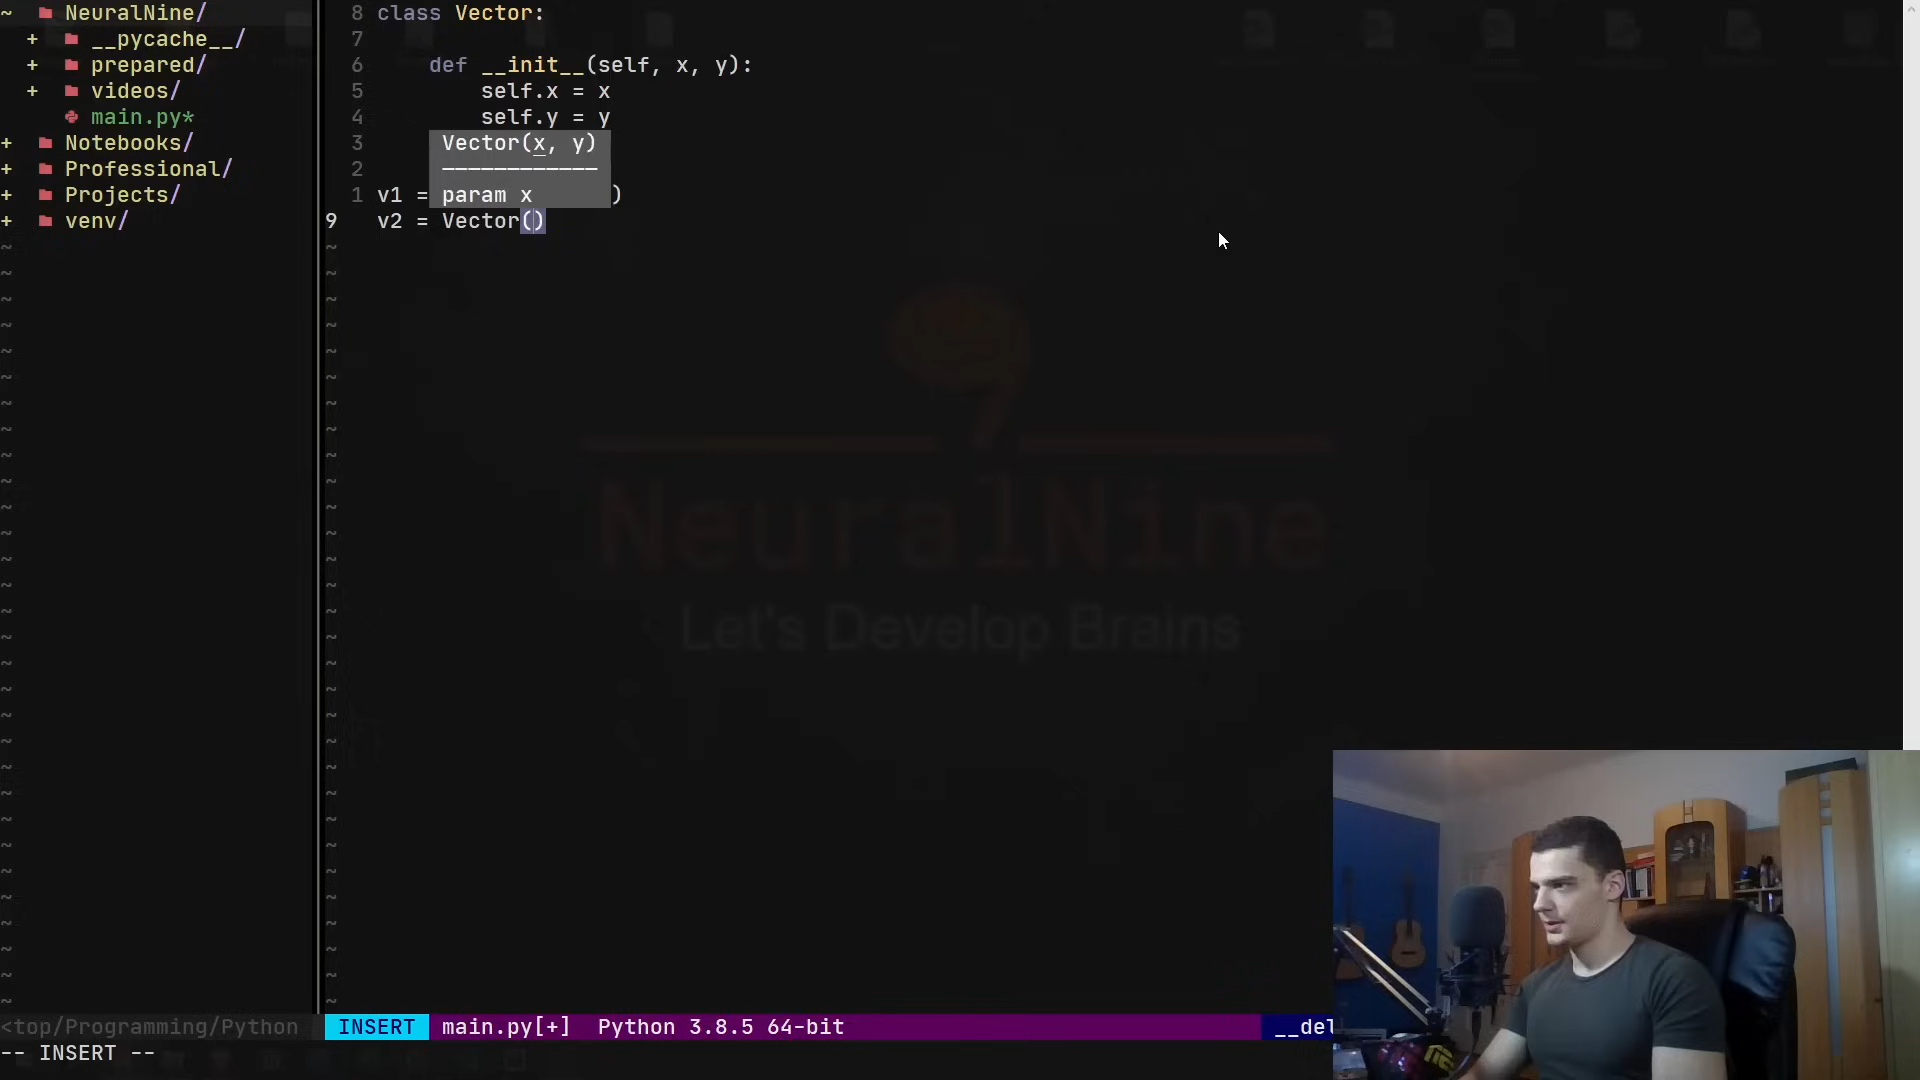 ~ NeuralNine/
+ __pycache__/
+ prepared/
+ videos/
main.py*
+ Notebooks/
+ Professional/
+ Projects/
+ venv/
8 class Vector:
7
6 def __init__(self, x, y):
5 self.x = x
4 self.y = y
3 Vector(x, y)
2 ────────────
1 v1 = param x )
9 v2 = Vector()
NeuralNine
Let's Develop Brains
<top/Programming/Python INSERT main.py[+] Python 3.8.5 64-bit __del
-- INSERT --